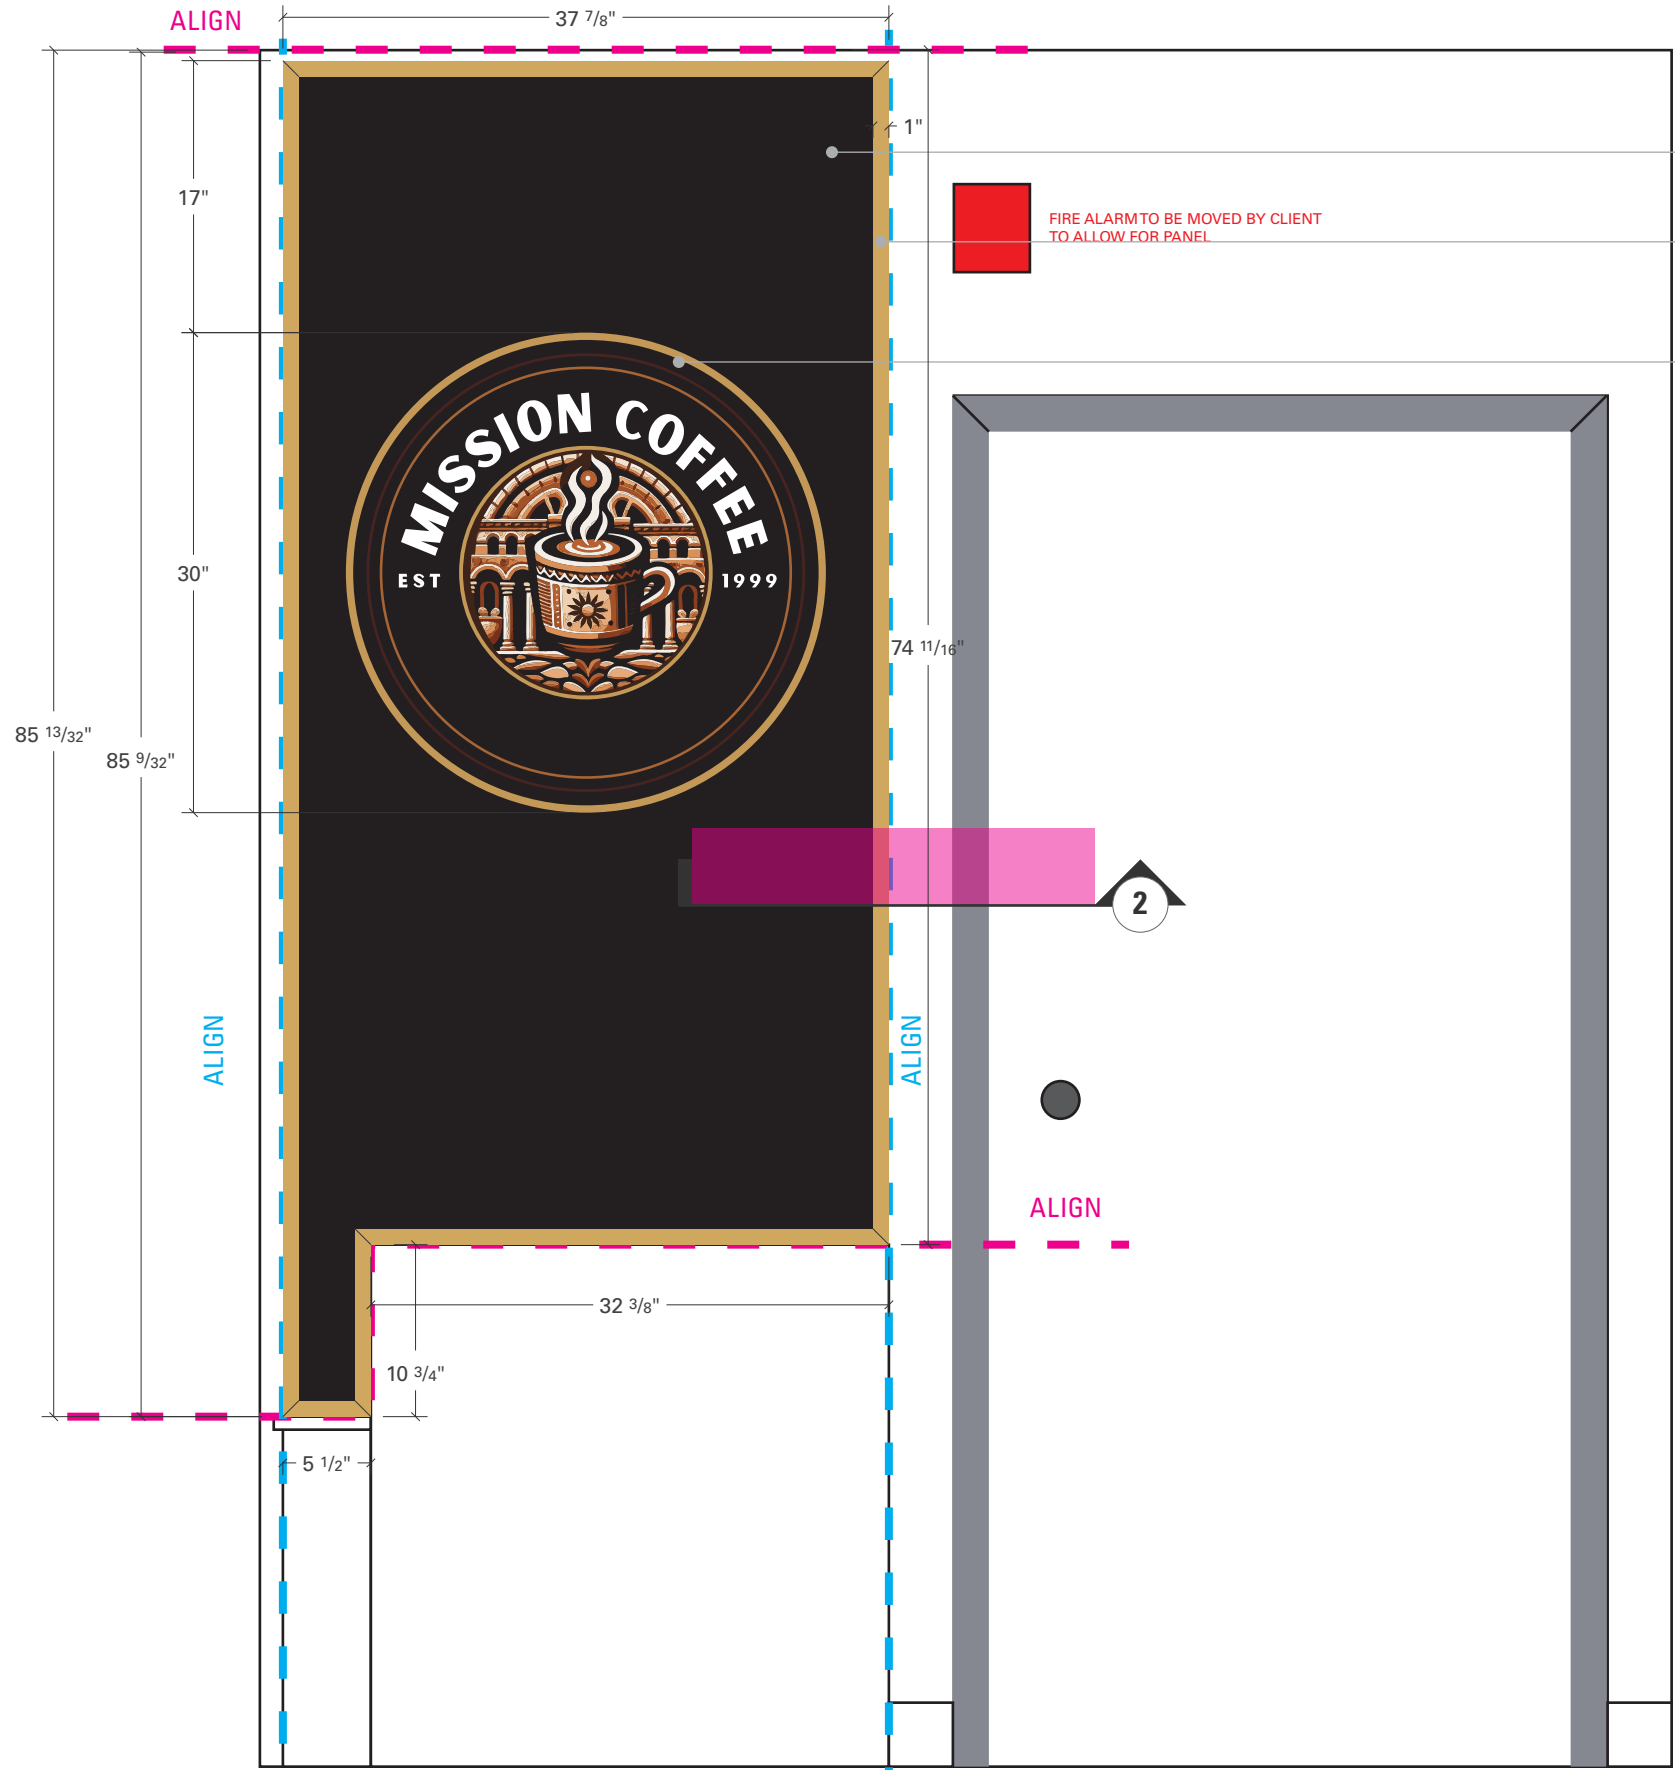 ALIGN
37 7/8"
1"
17"
FIRE ALARM TO BE MOVED BY CLIENT
TO ALLOW FOR PANEL
MISSION COFFEE
EST 1999
30"
74 11/16"
85 13/32"
85 9/32"
2
ALIGN
ALIGN
ALIGN
32 3/8"
10 3/4"
5 1/2"